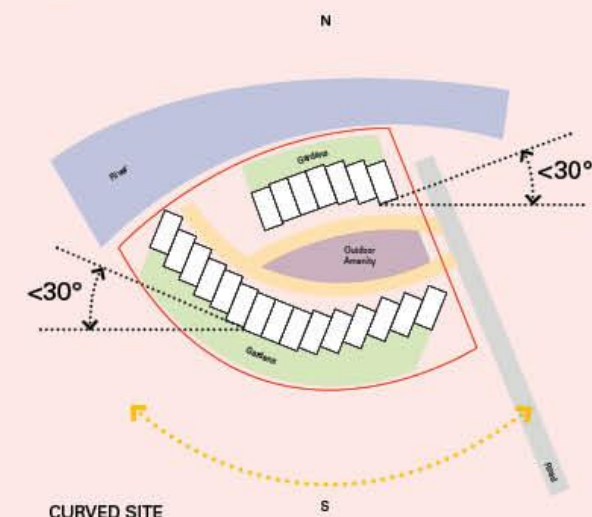 N
River
Gardens
<30°
Outdoor
Amenity
<30°
Gardens
Road
S
CURVED SITE